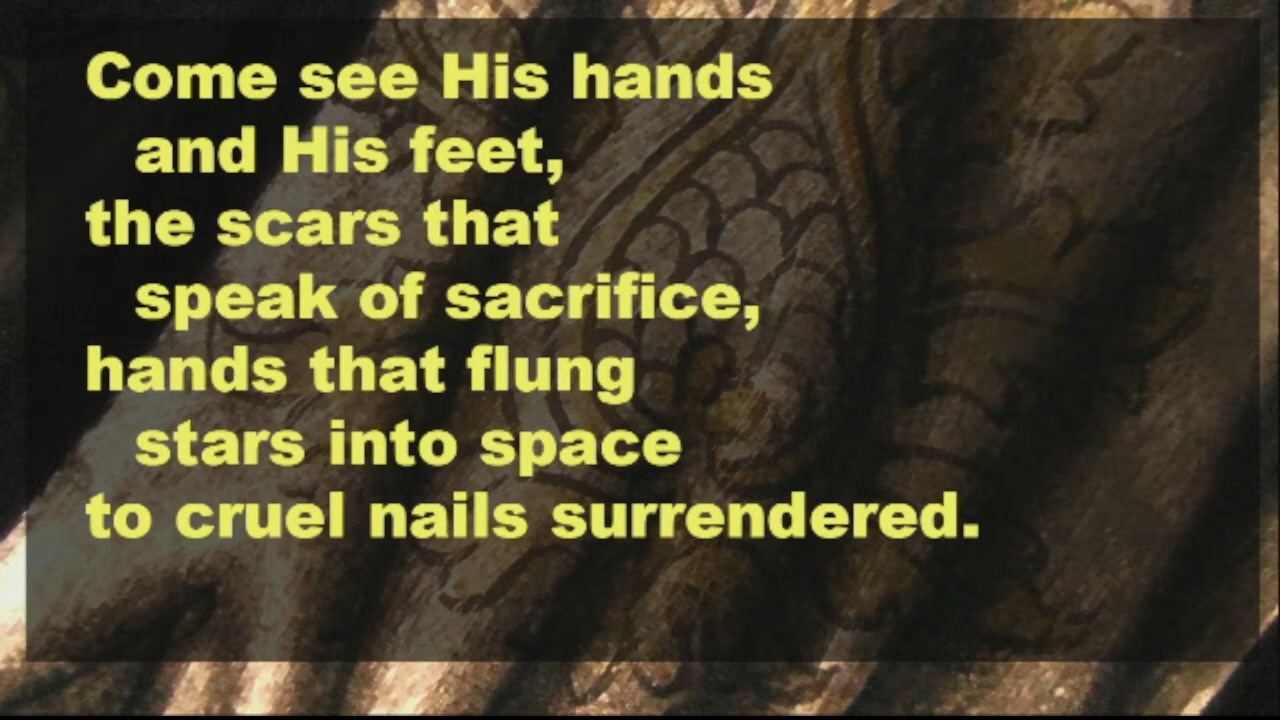 Come see His hands
and His feet,
the scars that
speak of sacrifice,
hands that flung
stars into space
to cruel nails surrendered.